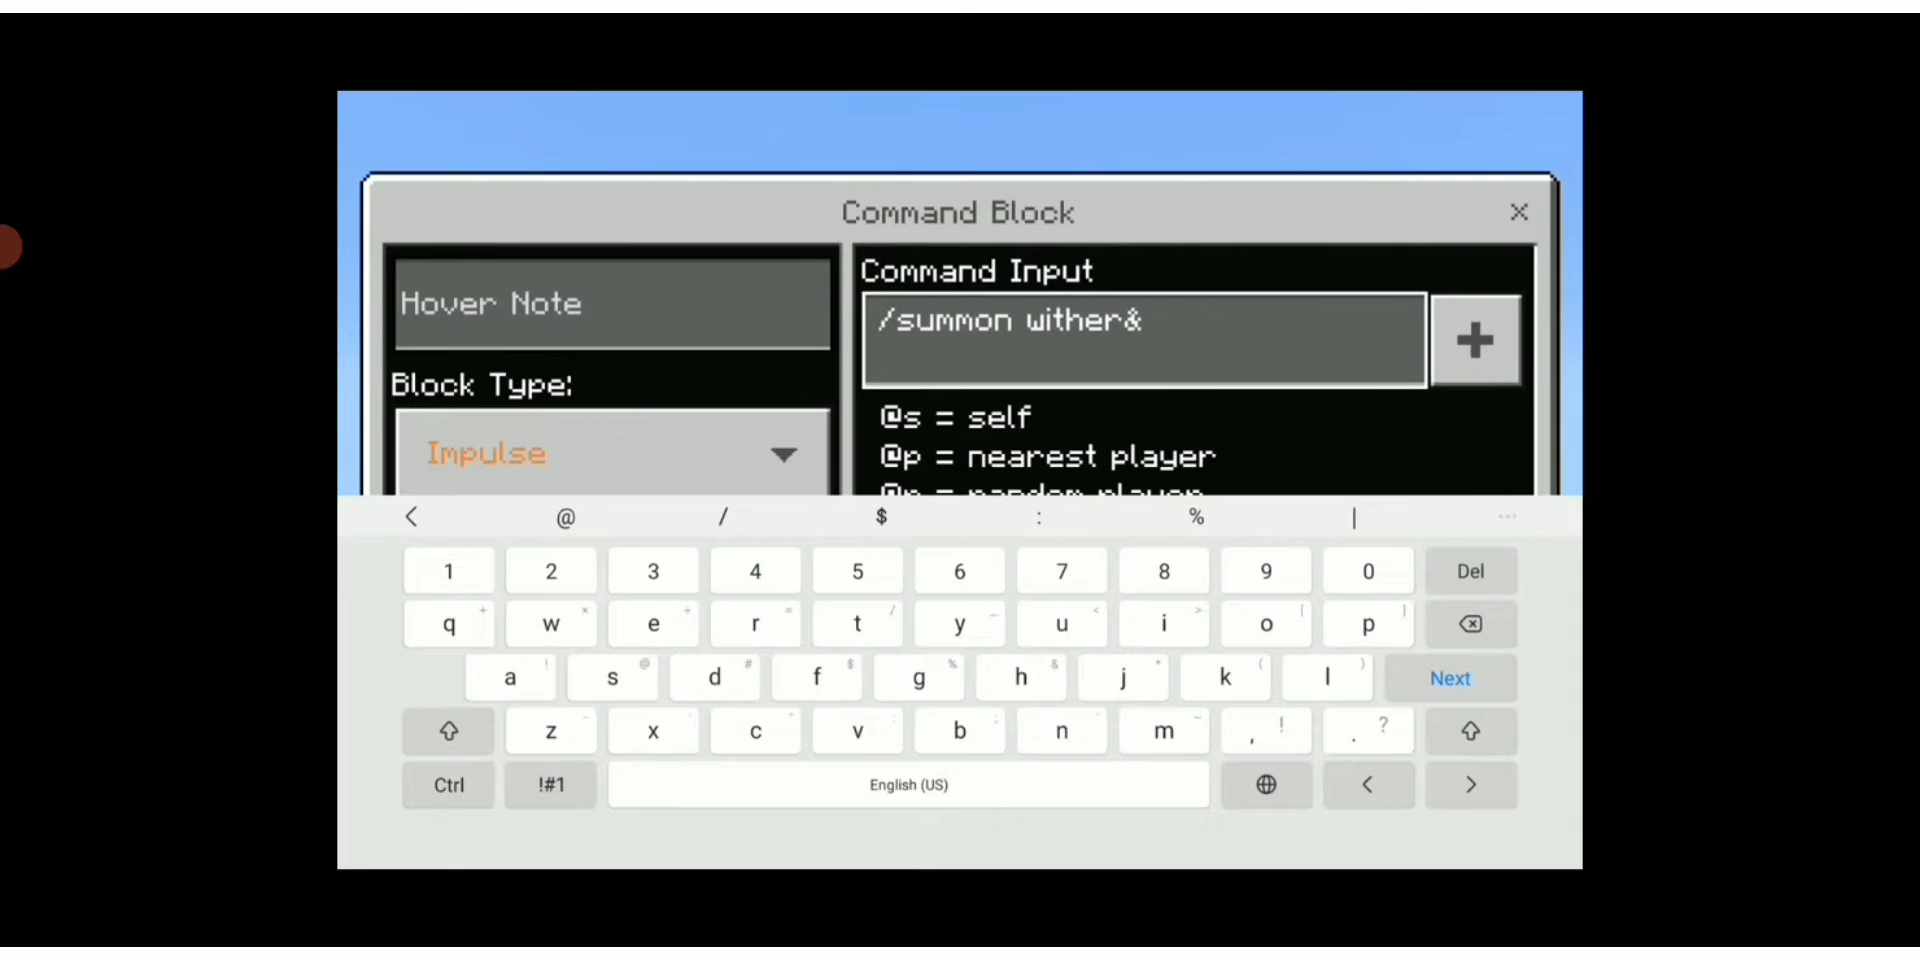 Command Block
Hover Note
Command Input
/summon wither&
Block Type:
Impulse
@s = self
@p = nearest player
< @ / $ : % | ...
1 2 3 4 5 6 7 8 9 0 Del
q w e r t y u i o p
a s d f g h j k l Next
z x c v b n m , ! . ?
Ctrl !#1 English (US) < >